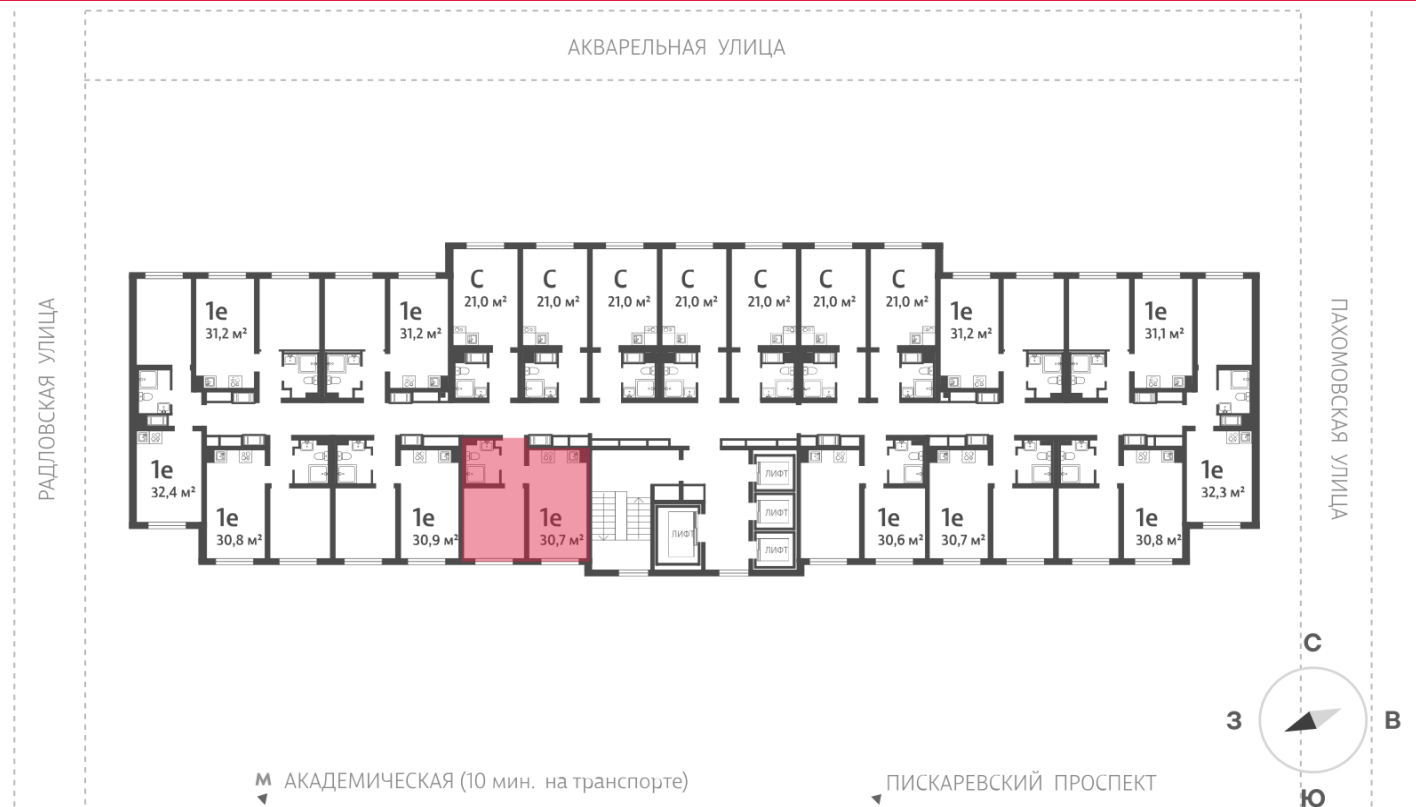 АКВАРЕЛЬНАЯ УЛИЦА
РАДЛОВСКАЯ УЛИЦА
ПАХОМОВСКАЯ УЛИЦА
С
21,0 м²
С
21,0 м²
С
21,0 м²
С
21,0 м²
С
21,0 м²
С
21,0 м²
С
21,0 м²
1е
31,2 м²
1е
31,2 м²
1е
31,2 м²
1е
31,1 м²
1е
32,4 м²
1е
30,8 м²
1е
30,9 м²
1е
30,7 м²
ЛИФТ
ЛИФТ
ЛИФТ
ЛИФТ
1е
30,6 м²
1е
30,7 м²
1е
30,8 м²
1е
32,3 м²
С
З
В
Ю
м АКАДЕМИЧЕСКАЯ (10 мин. на транспорте)
ПИСКАРЕВСКИЙ ПРОСПЕКТ